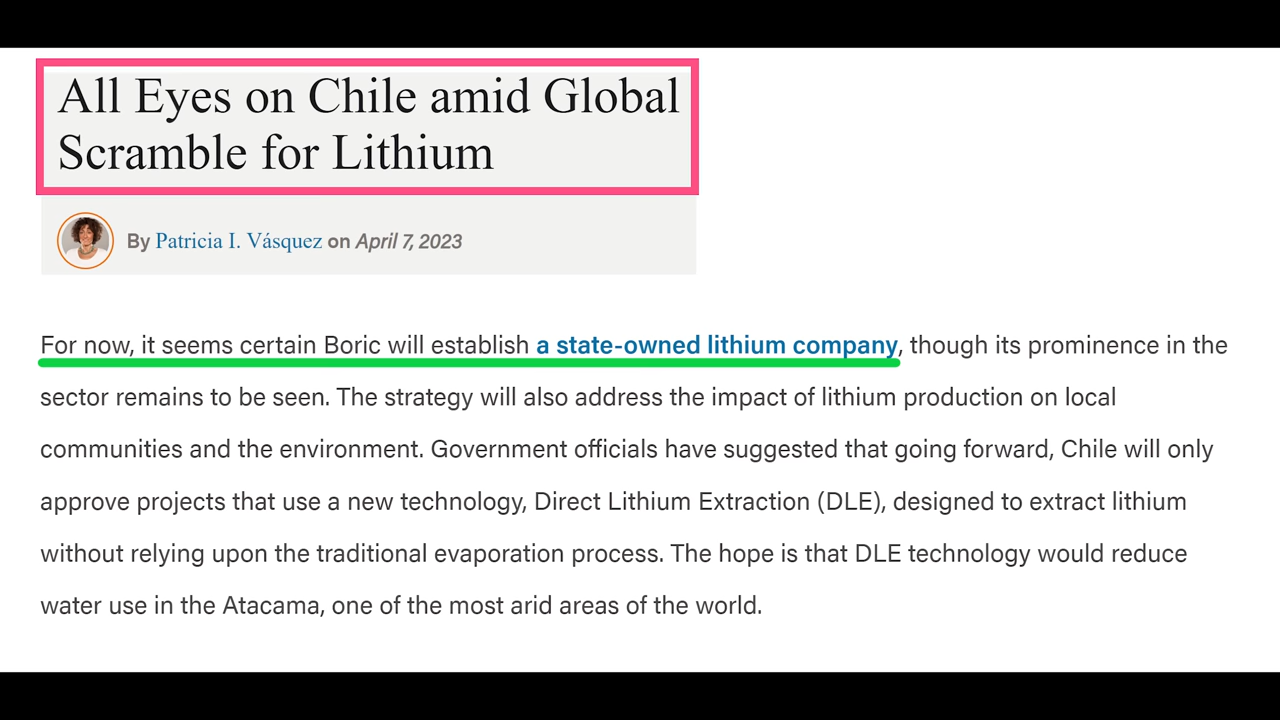 All Eyes on Chile amid Global
Scramble for Lithium
By Patricia I. Vásquez on April 7, 2023
For now, it seems certain Boric will establish a state-owned lithium company, though its prominence in the
sector remains to be seen. The strategy will also address the impact of lithium production on local
communities and the environment. Government officials have suggested that going forward, Chile will only
approve projects that use a new technology, Direct Lithium Extraction (DLE), designed to extract lithium
without relying upon the traditional evaporation process. The hope is that DLE technology would reduce
water use in the Atacama, one of the most arid areas of the world.